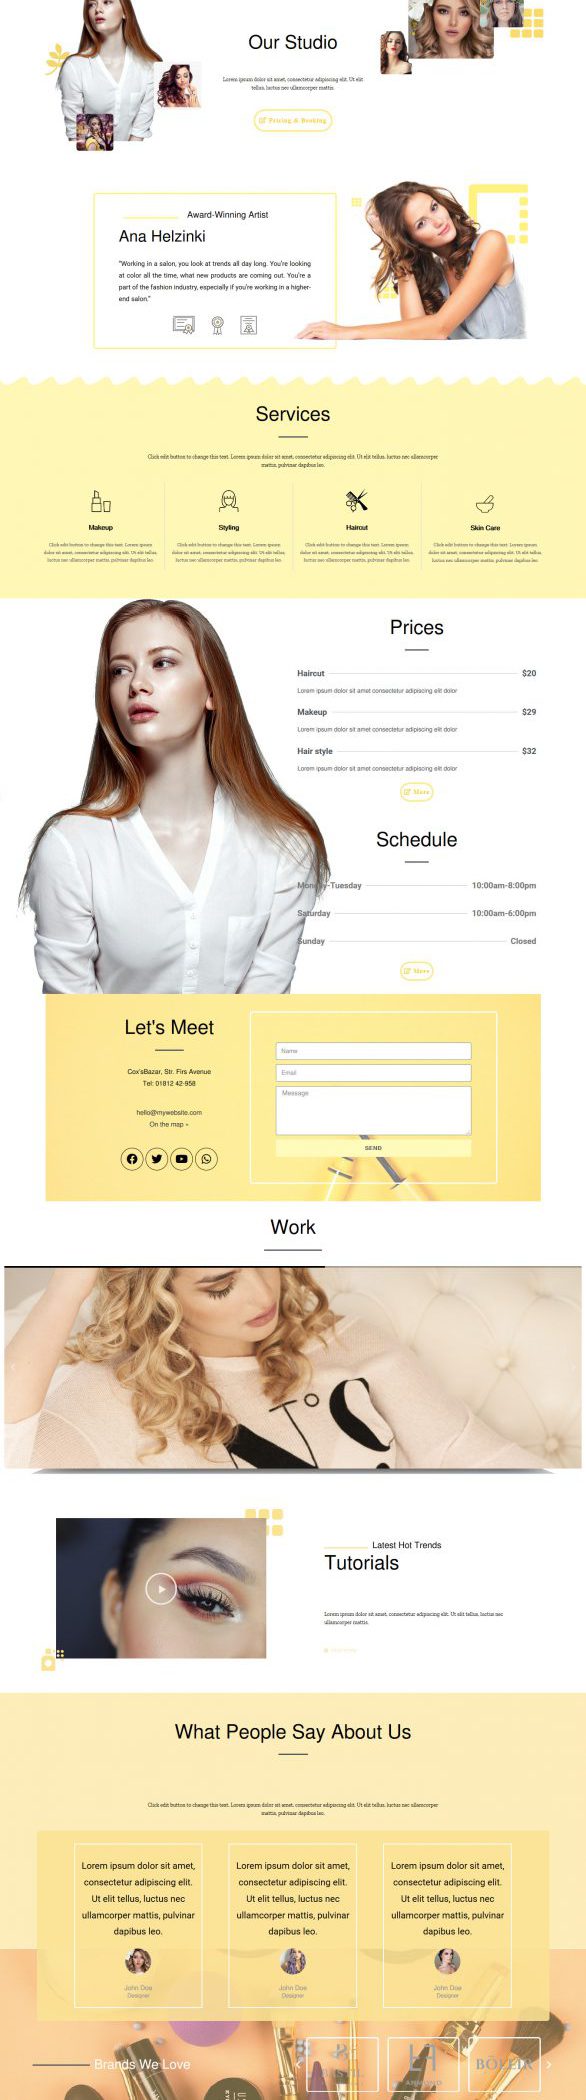 Our Studio
Lorem ipsum dolor sit amet, consectetur adipiscing elit. Ut elit
tellus, luctus nec ullamcorper mattis.
Pricing & Booking
Award-Winning Artist
Ana Helzinki
"Working in a salon, you look at trends all day long. You're looking
at color all the time, what new products are coming out. You're a
part of the fashion industry, especially if you're working in a higher-
end salon."
Services
Click edit button to change this text. Lorem ipsum dolor sit amet, consectetur adipiscing elit. Ut elit tellus, luctus nec ullamcorper
mattis, pulvinar dapibus leo.
Makeup
Click edit button to change this text. Lorem ipsum
dolor sit amet, consectetur adipiscing elit. Ut elit tellus,
luctus nec ullamcorper mattis, pulvinar dapibus leo.
Styling
Click edit button to change this text. Lorem ipsum
dolor sit amet, consectetur adipiscing elit. Ut elit tellus,
luctus nec ullamcorper mattis, pulvinar dapibus leo.
Haircut
Click edit button to change this text. Lorem ipsum
dolor sit amet, consectetur adipiscing elit. Ut elit tellus,
luctus nec ullamcorper mattis, pulvinar dapibus leo.
Skin Care
Click edit button to change this text. Lorem ipsum
dolor sit amet, consectetur adipiscing elit. Ut elit tellus,
luctus nec ullamcorper mattis, pulvinar dapibus leo.
Prices
Haircut $20
Lorem ipsum dolor sit amet consectetur adipiscing elit dolor
Makeup $29
Lorem ipsum dolor sit amet consectetur adipiscing elit dolor
Hair style $32
Lorem ipsum dolor sit amet consectetur adipiscing elit dolor
More
Schedule
Monday-Tuesday 10:00am-8:00pm
Saturday 10:00am-6:00pm
Sunday Closed
More
Let's Meet
Cox'sBazar, Str. Firs Avenue
Tel: 01812 42-958
hello@mywebsite.com
On the map »
Name
Email
Message
SEND
Work
N°S
Latest Hot Trends
Tutorials
Lorem ipsum dolor sit amet, consectetur adipiscing elit. Ut elit tellus, luctus nec ullamcorper
mattis.
What People Say About Us
Click edit button to change this text. Lorem ipsum dolor sit amet, consectetur adipiscing elit. Ut elit tellus, luctus nec ullamcorper
mattis, pulvinar dapibus leo.
Lorem ipsum dolor sit amet,
consectetur adipiscing elit.
Ut elit tellus, luctus nec
ullamcorper mattis, pulvinar
dapibus leo.
John Doe
Designer
Lorem ipsum dolor sit amet,
consectetur adipiscing elit.
Ut elit tellus, luctus nec
ullamcorper mattis, pulvinar
dapibus leo.
John Doe
Designer
Lorem ipsum dolor sit amet,
consectetur adipiscing elit.
Ut elit tellus, luctus nec
ullamcorper mattis, pulvinar
dapibus leo.
John Doe
Designer
Brands We Love